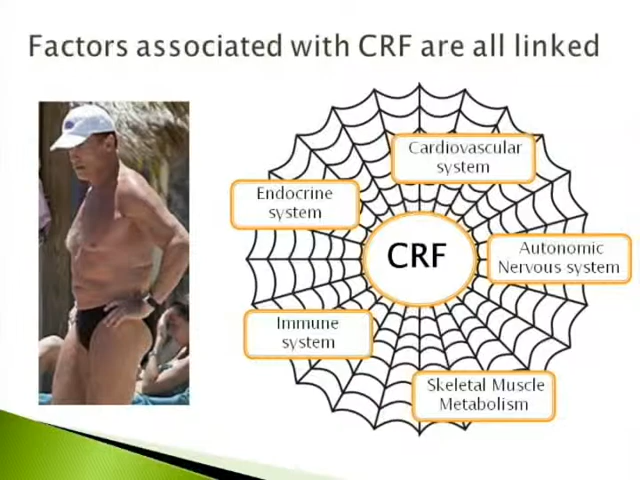 Factors associated with CRF are all linked
Cardiovascular
system
Endocrine
system
CRF
Autonomic
Nervous system
Immune
system
Skeletal Muscle
Metabolism